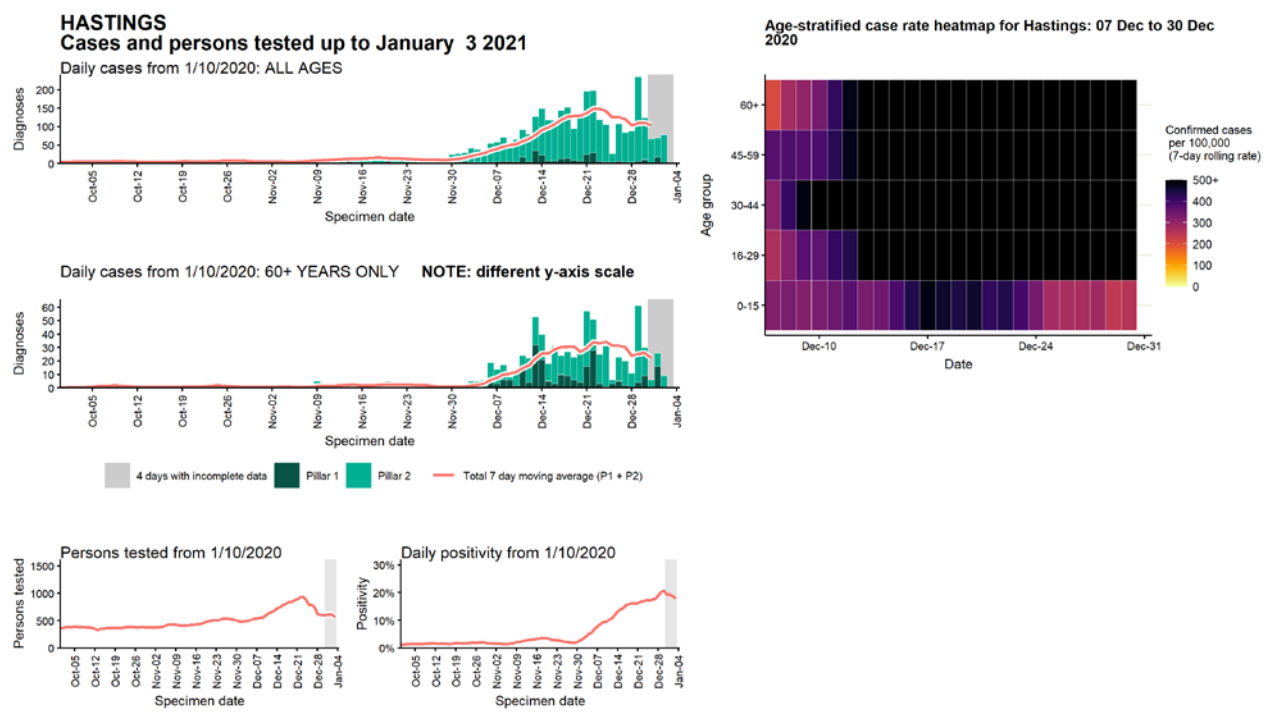 HASTINGS
Cases and persons tested up to January 3 2021
Daily cases from 1/10/2020: ALL AGES
Diagnoses
200
150
100
50
0
Oct-05
Oct-12
Oct-19
Oct-26
Nov-02
Nov-09
Nov-16
Nov-23
Nov-30
Dec-07
Dec-14
Dec-21
Dec-28
Jan-04
Specimen date
Daily cases from 1/10/2020: 60+ YEARS ONLY NOTE: different y-axis scale
Diagnoses
60
50
40
30
20
10
0
Oct-05
Oct-12
Oct-19
Oct-26
Nov-02
Nov-09
Nov-16
Nov-23
Nov-30
Dec-07
Dec-14
Dec-21
Dec-28
Jan-04
Specimen date
4 days with incomplete data Pillar 1 Pillar 2 Total 7 day moving average (P1 + P2)
Persons tested from 1/10/2020
Persons tested
1500
1000
500
0
Oct-05
Oct-12
Oct-19
Oct-26
Nov-02
Nov-09
Nov-16
Nov-23
Nov-30
Dec-07
Dec-14
Dec-21
Dec-28
Jan-04
Specimen date
Daily positivity from 1/10/2020
Positivity
30%
20%
10%
0%
Oct-05
Oct-12
Oct-19
Oct-26
Nov-02
Nov-09
Nov-16
Nov-23
Nov-30
Dec-07
Dec-14
Dec-21
Dec-28
Jan-04
Specimen date
Age-stratified case rate heatmap for Hastings: 07 Dec to 30 Dec
2020
Age group
60+
45-59
30-44
16-29
0-15
Dec-10
Dec-17
Dec-24
Dec-31
Date
Confirmed cases
per 100,000
(7-day rolling rate)
500+
400
300
200
100
0